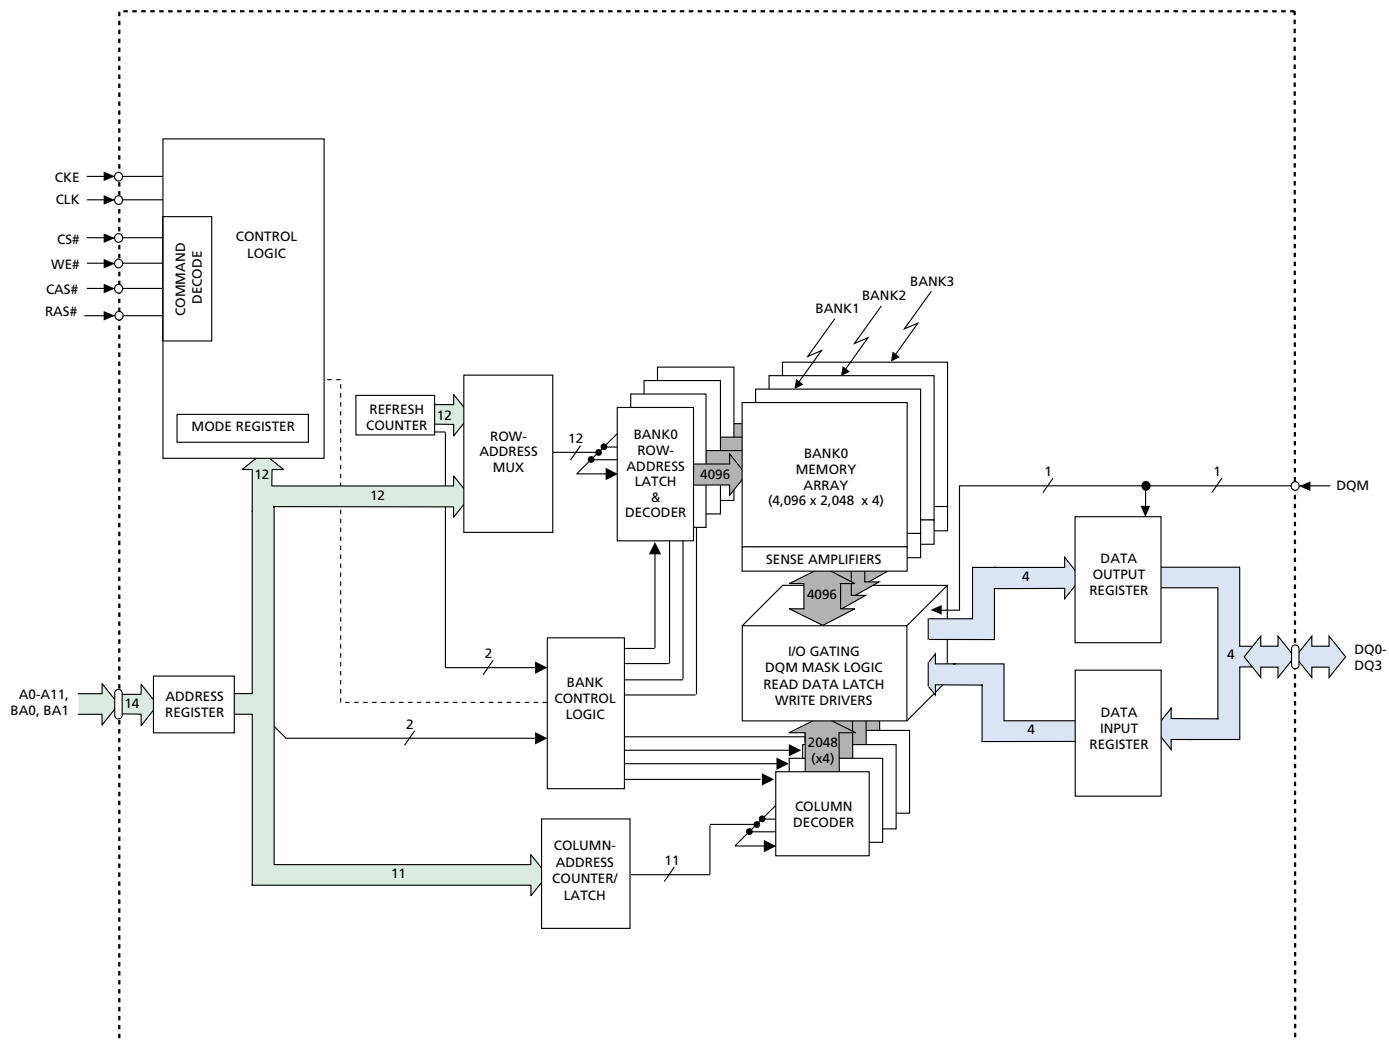 CKE
CLK
CS#
WE#
CAS#
RAS#
COMMAND
DECODE
CONTROL
LOGIC
MODE REGISTER
12
REFRESH
COUNTER
12
12
ROW-
ADDRESS
MUX
12
BANK0
ROW-
ADDRESS
LATCH
&
DECODER
4096
BANK1
BANK2
BANK3
BANK0
MEMORY
ARRAY
(4,096 x 2,048 x 4)
SENSE AMPLIFIERS
4096
I/O GATING
DQM MASK LOGIC
READ DATA LATCH
WRITE DRIVERS
2048
(x4)
COLUMN
DECODER
1
1
DQM
DATA
OUTPUT
REGISTER
4
4
DQ0-
DQ3
DATA
INPUT
REGISTER
4
A0-A11,
BA0, BA1
14
ADDRESS
REGISTER
2
2
BANK
CONTROL
LOGIC
11
COLUMN-
ADDRESS
COUNTER/
LATCH
11